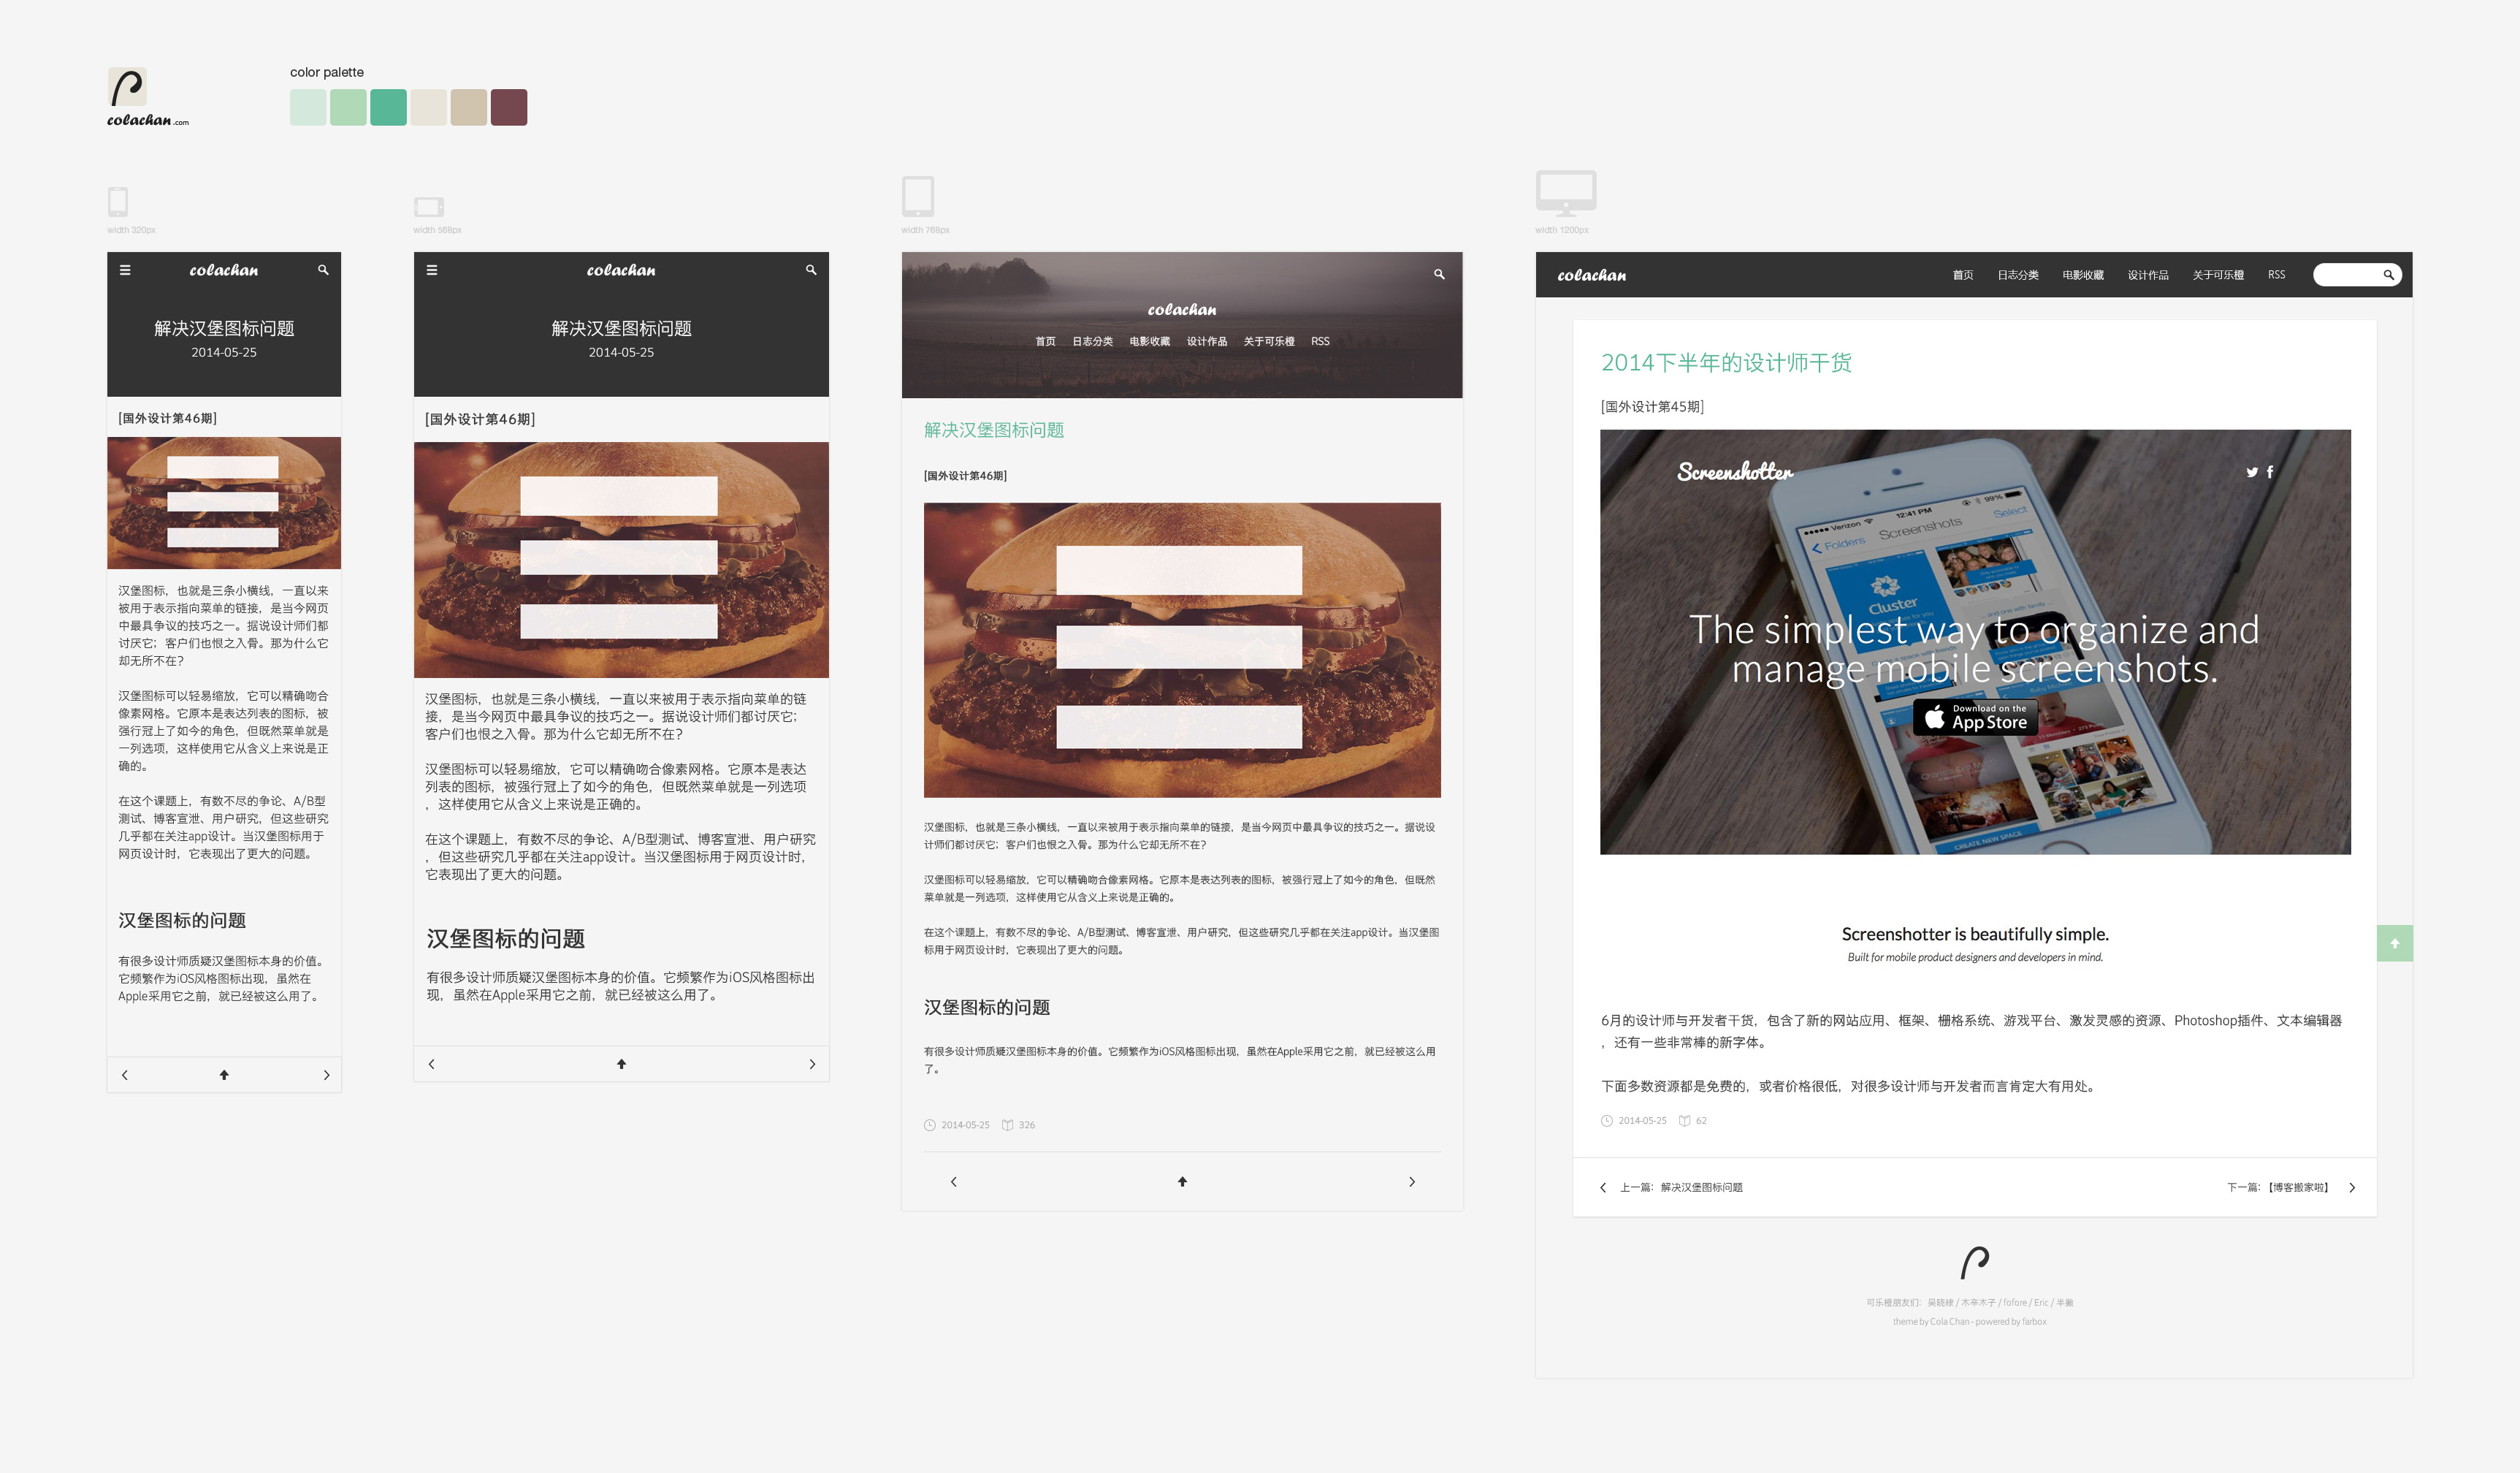 colachan.com
color palette
width 320px
colachan
解决汉堡图标问题
2014-05-25
[国外设计第46期]
汉堡图标，也就是三条小横线，一直以来
被用于表示指向菜单的链接，是当今网页
中最具争议的技巧之一。据说设计师们都
讨厌它；客户们也恨之入骨。那为什么它
却无所不在？
汉堡图标可以轻易缩放，它可以精确吻合
像素网格。它原本是表达列表的图标，被
强行冠上了如今的角色，但既然菜单就是
一列选项，这样使用它从含义上来说是正
确的。
在这个课题上，有数不尽的争论、A/B型
测试、博客宣泄、用户研究，但这些研究
几乎都在关注app设计。当汉堡图标用于
网页设计时，它表现出了更大的问题。
汉堡图标的问题
有很多设计师质疑汉堡图标本身的价值。
它频繁作为iOS风格图标出现，虽然在
Apple采用它之前，就已经被这么用了。
width 568px
colachan
解决汉堡图标问题
2014-05-25
[国外设计第46期]
汉堡图标，也就是三条小横线，一直以来被用于表示指向菜单的链
接，是当今网页中最具争议的技巧之一。据说设计师们都讨厌它；
客户们也恨之入骨。那为什么它却无所不在？
汉堡图标可以轻易缩放，它可以精确吻合像素网格。它原本是表达
列表的图标，被强行冠上了如今的角色，但既然菜单就是一列选项
，这样使用它从含义上来说是正确的。
在这个课题上，有数不尽的争论、A/B型测试、博客宣泄、用户研究
，但这些研究几乎都在关注app设计。当汉堡图标用于网页设计时，
它表现出了更大的问题。
汉堡图标的问题
有很多设计师质疑汉堡图标本身的价值。它频繁作为iOS风格图标出
现，虽然在Apple采用它之前，就已经被这么用了。
width 768px
colachan
首页 日志分类 电影收藏 设计作品 关于可乐橙 RSS
解决汉堡图标问题
[国外设计第46期]
汉堡图标，也就是三条小横线，一直以来被用于表示指向菜单的链接，是当今网页中最具争议的技巧之一。据说设
计师们都讨厌它；客户们也恨之入骨。那为什么它却无所不在？
汉堡图标可以轻易缩放，它可以精确吻合像素网格。它原本是表达列表的图标，被强行冠上了如今的角色，但既然
菜单就是一列选项，这样使用它从含义上来说是正确的。
在这个课题上，有数不尽的争论、A/B型测试、博客宣泄、用户研究，但这些研究几乎都在关注app设计。当汉堡图
标用于网页设计时，它表现出了更大的问题。
汉堡图标的问题
有很多设计师质疑汉堡图标本身的价值。它频繁作为iOS风格图标出现，虽然在Apple采用它之前，就已经被这么用
了。
2014-05-25 326
width 1200px
colachan 首页 日志分类 电影收藏 设计作品 关于可乐橙 RSS
2014下半年的设计师干货
[国外设计第45期]
Screenshotter
Verizon 12:41 PM 99%
Folders Screenshots Select
Cluster
The simplest way to organize and
manage mobile screenshots.
Download on the
App Store
CREATE NEW SPACE
Screenshotter is beautifully simple.
Built for mobile product designers and developers in mind.
6月的设计师与开发者干货，包含了新的网站应用、框架、栅格系统、游戏平台、激发灵感的资源、Photoshop插件、文本编辑器
，还有一些非常棒的新字体。
下面多数资源都是免费的，或者价格很低，对很多设计师与开发者而言肯定大有用处。
2014-05-25 62
上一篇：解决汉堡图标问题 下一篇：【博客搬家啦】
可乐橙朋友们： / 木辛木子 / fofore / Eric /
theme by Cola Chan - powered by farbox